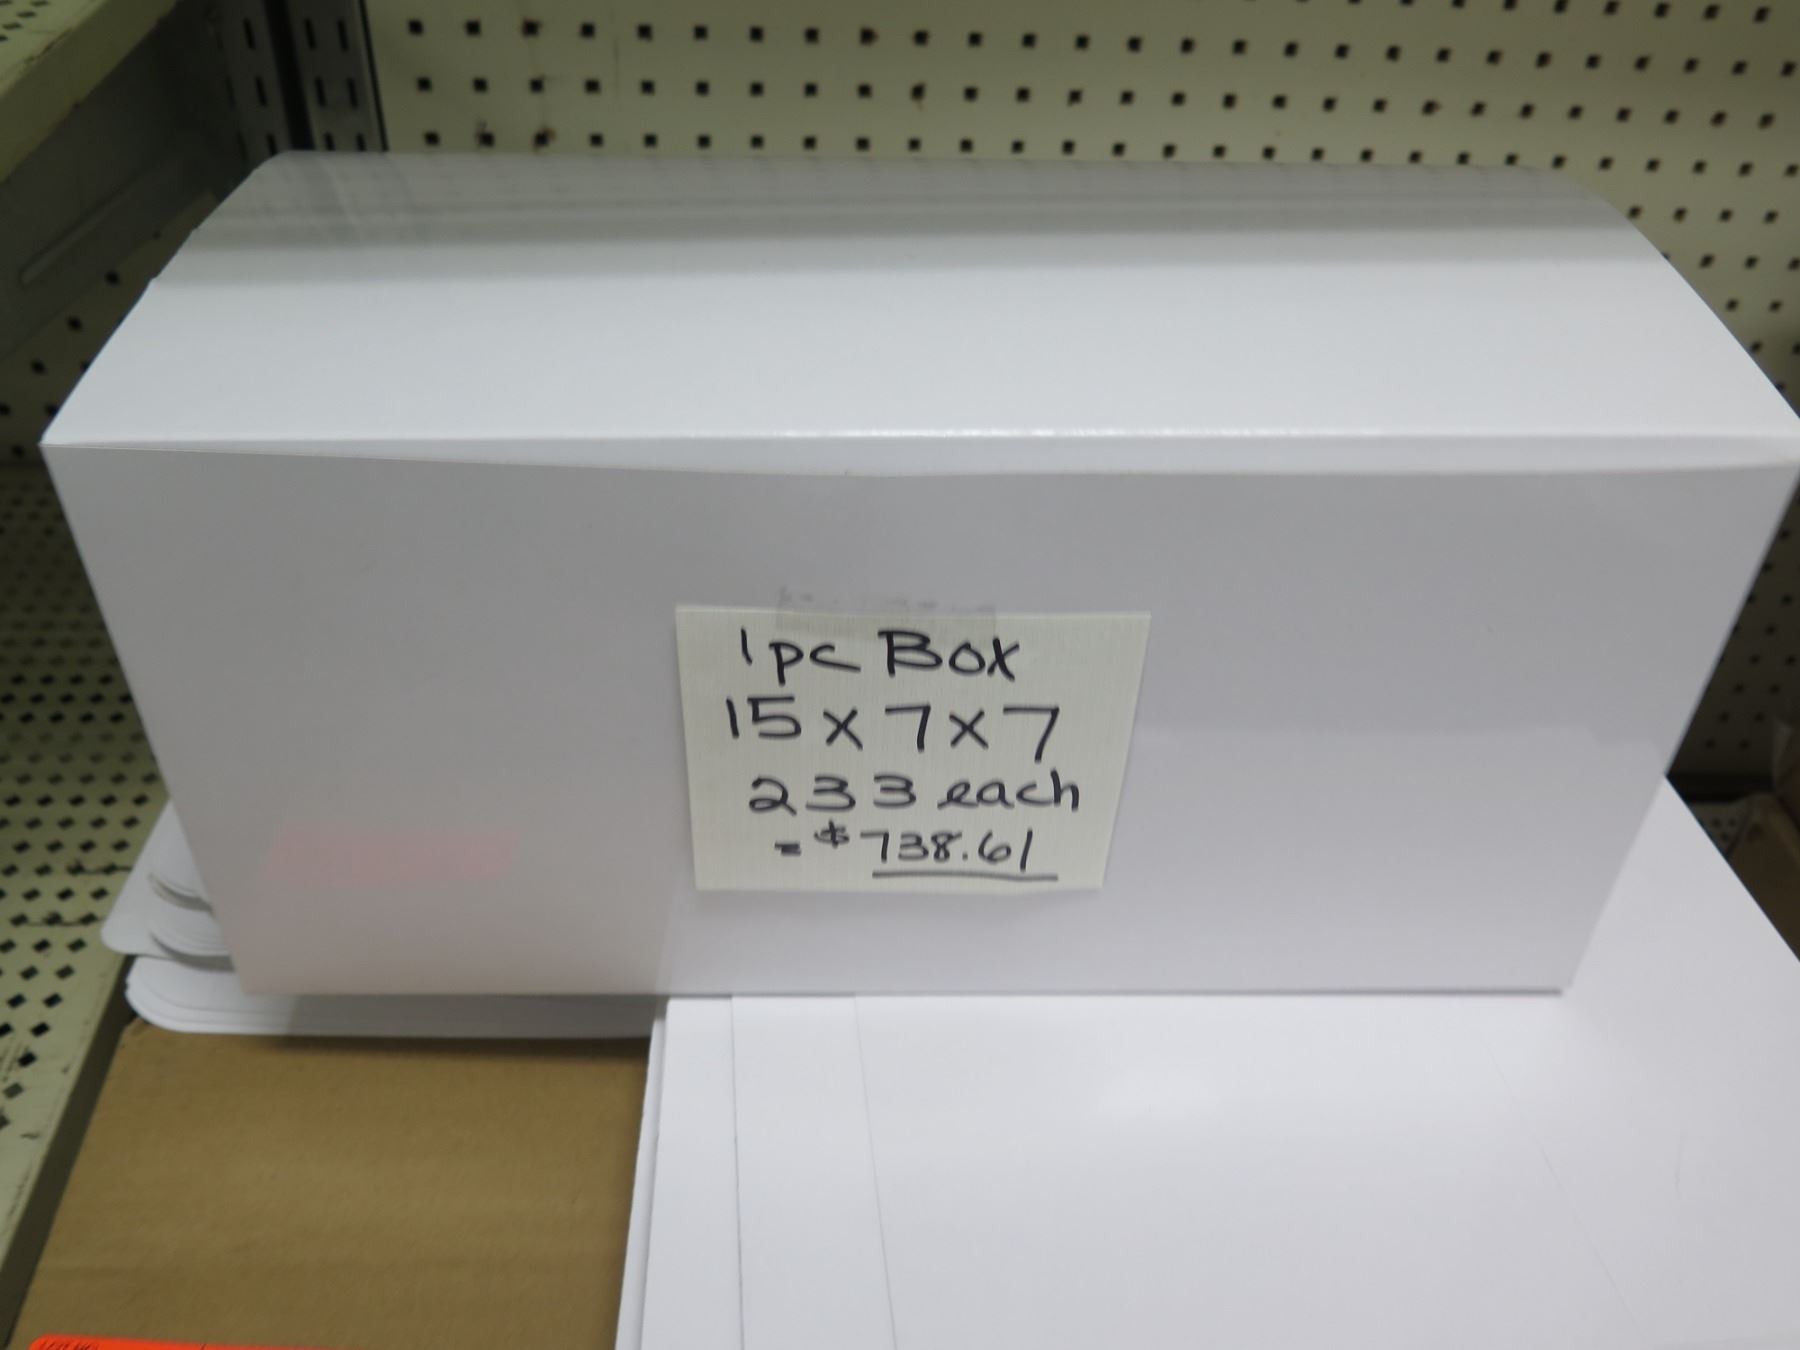 1pc Box
15 x 7 x 7
233 each
= $738.61